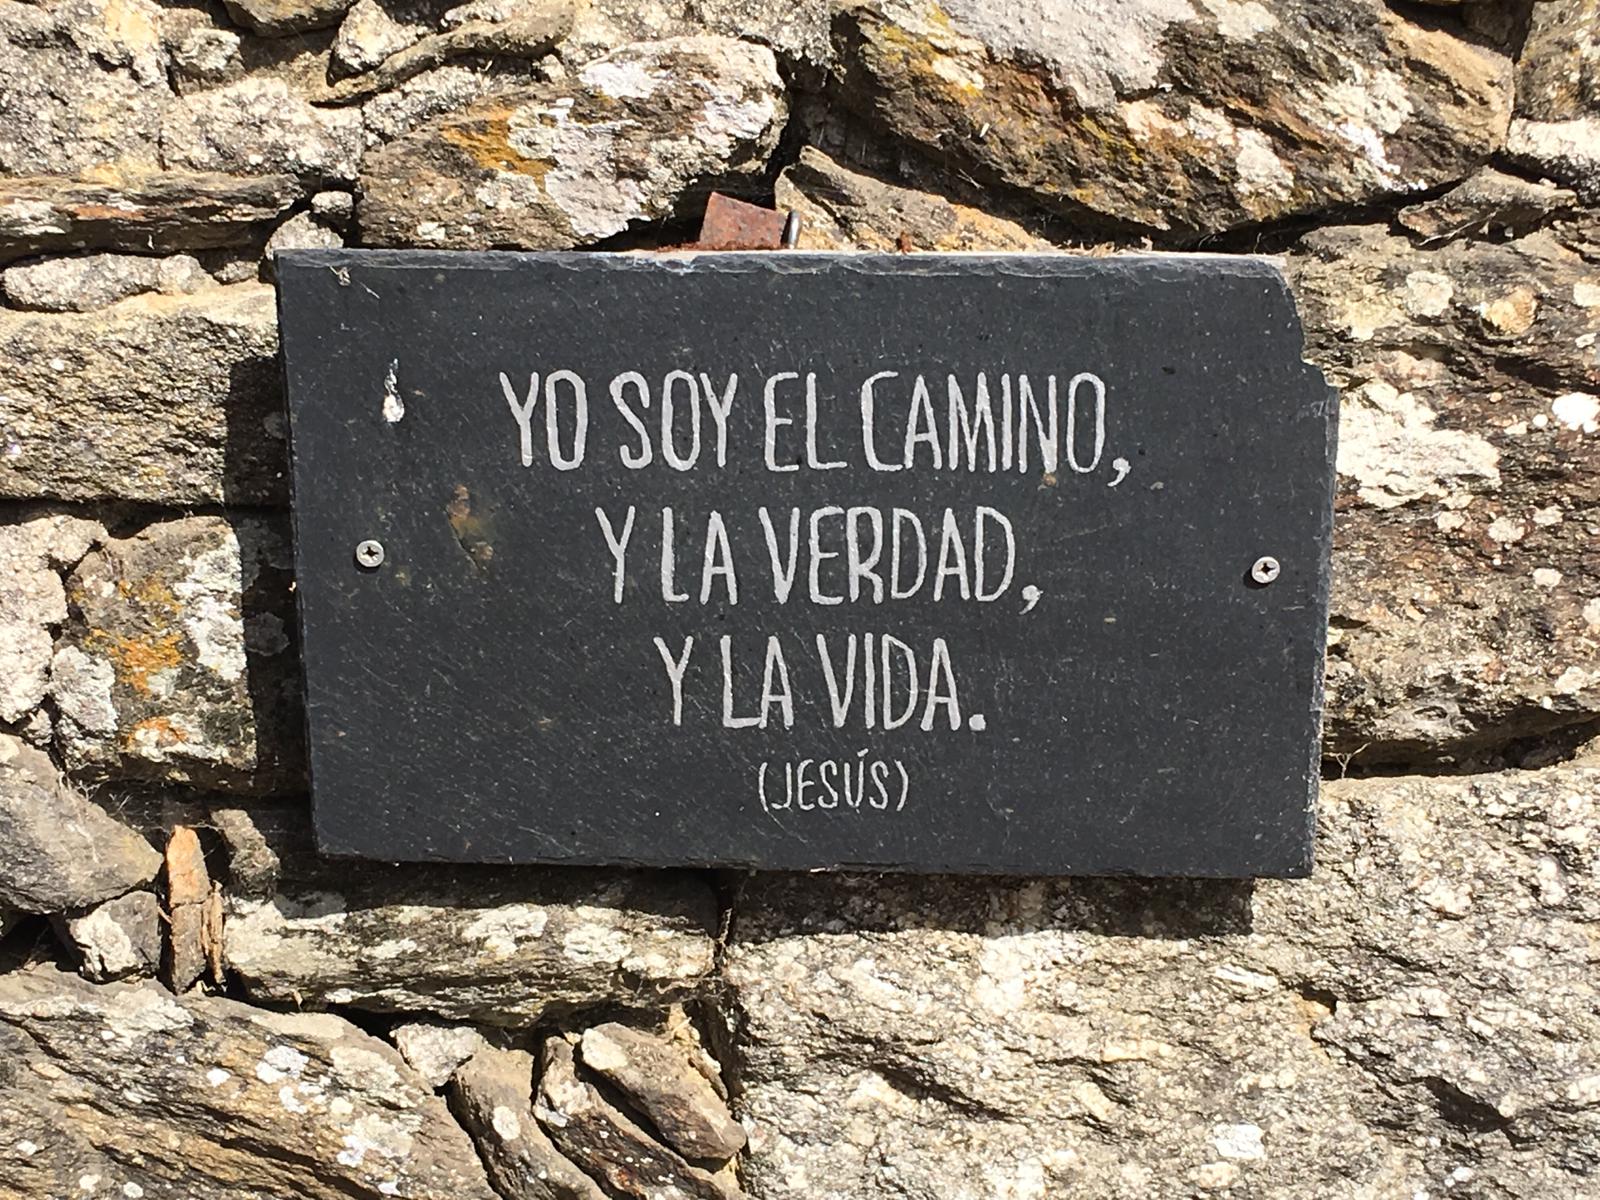 YO SOY EL CAMINO,
Y LA VERDAD,
Y LA VIDA.
(JESÚS)